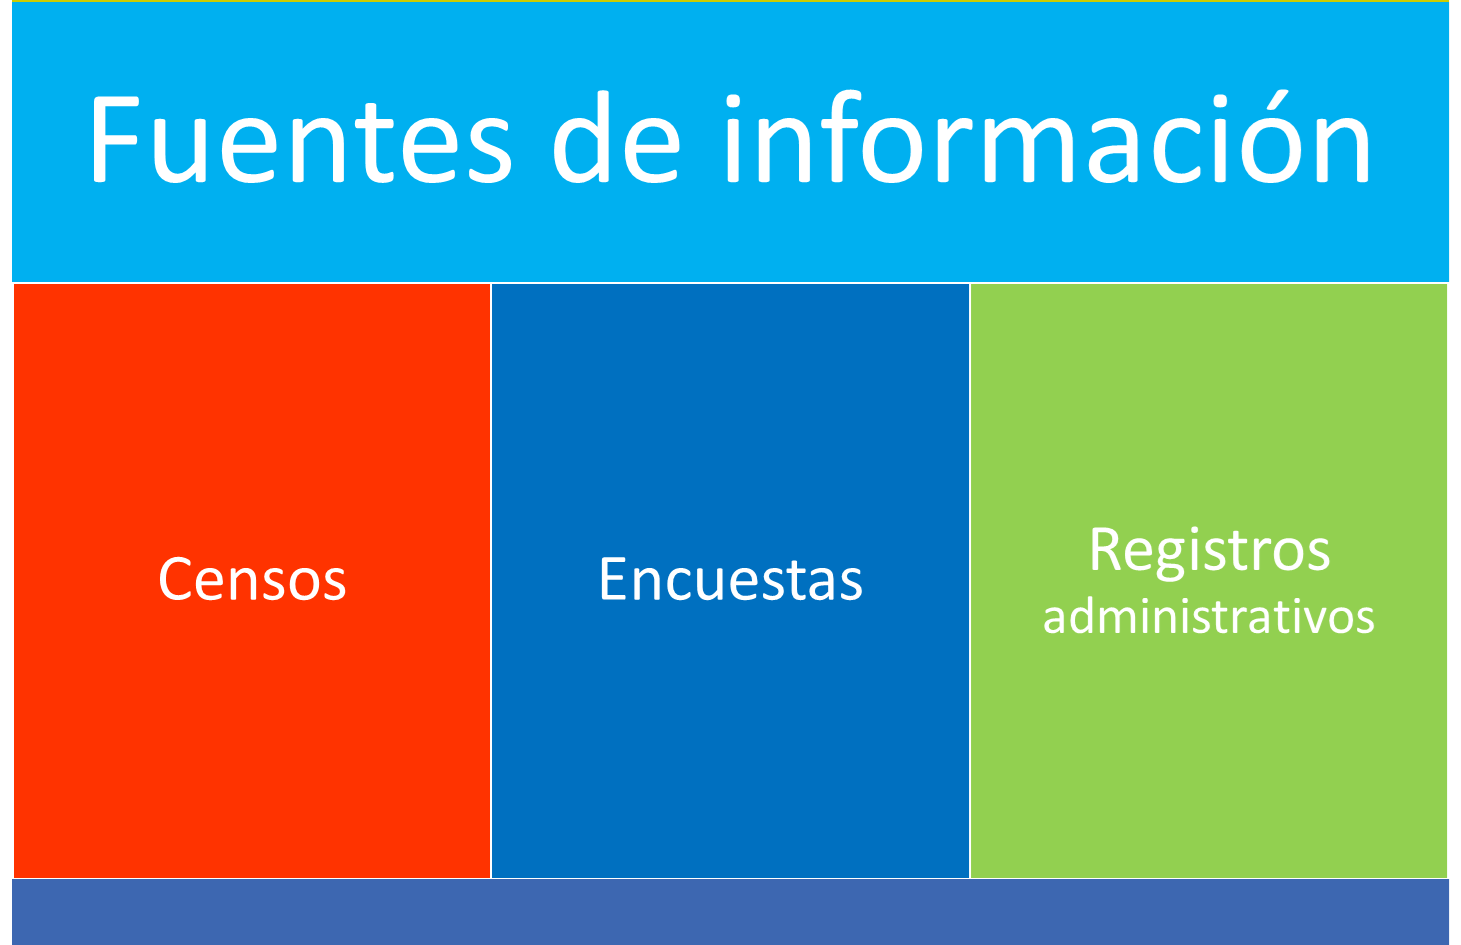 Fuentes de información
Censos
Encuestas
Registros
administrativos